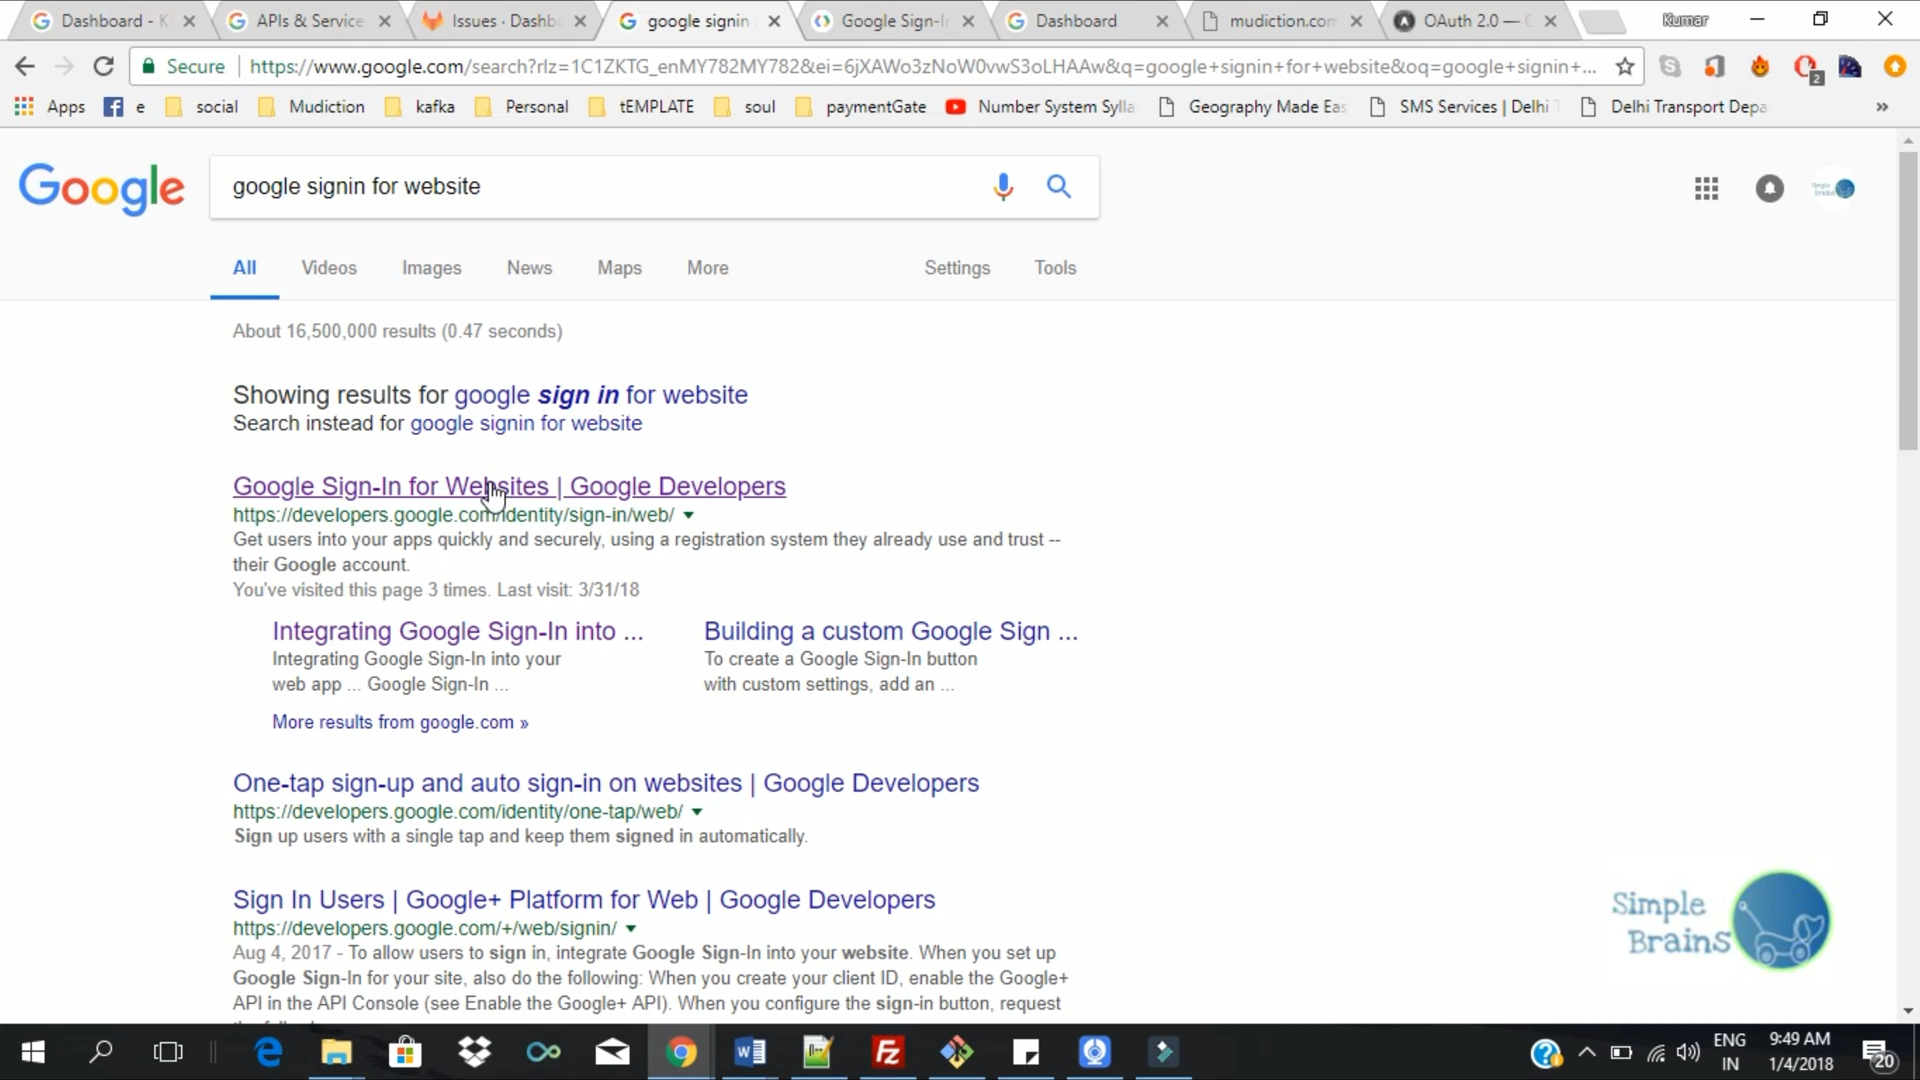 Dashboard - K
APIs & Service
Issues · Dashb
google signin
Google Sign-In
Dashboard
mudiction.com
OAuth 2.0 —
Kumar
Secure
https://www.google.com/search?rlz=1C1ZKTG_enMY782MY782&ei=6jXAWo3zNoW0vwS3oLHAAw&q=google+signin+for+website&oq=google+signin+...
2
Apps
e
social
Mudiction
kafka
Personal
tEMPLATE
soul
paymentGate
Number System Sylla
Geography Made Eas
SMS Services | Delhi
Delhi Transport Depa
»
Google
google signin for website
All
Videos
Images
News
Maps
More
Settings
Tools
About 16,500,000 results (0.47 seconds)
Showing results for google sign in for website
Search instead for google signin for website
Google Sign-In for Websites | Google Developers
https://developers.google.com/identity/sign-in/web/
Get users into your apps quickly and securely, using a registration system they already use and trust --
their Google account.
You've visited this page 3 times. Last visit: 3/31/18
Integrating Google Sign-In into ...
Integrating Google Sign-In into your
web app ... Google Sign-In ...
Building a custom Google Sign ...
To create a Google Sign-In button
with custom settings, add an ...
More results from google.com »
One-tap sign-up and auto sign-in on websites | Google Developers
https://developers.google.com/identity/one-tap/web/
Sign up users with a single tap and keep them signed in automatically.
Sign In Users | Google+ Platform for Web | Google Developers
https://developers.google.com/+/web/signin/
Aug 4, 2017 - To allow users to sign in, integrate Google Sign-In into your website. When you set up
Google Sign-In for your site, also do the following: When you create your client ID, enable the Google+
API in the API Console (see Enable the Google+ API). When you configure the sign-in button, request
Simple
Brains
ENG
IN
9:49 AM
1/4/2018
20